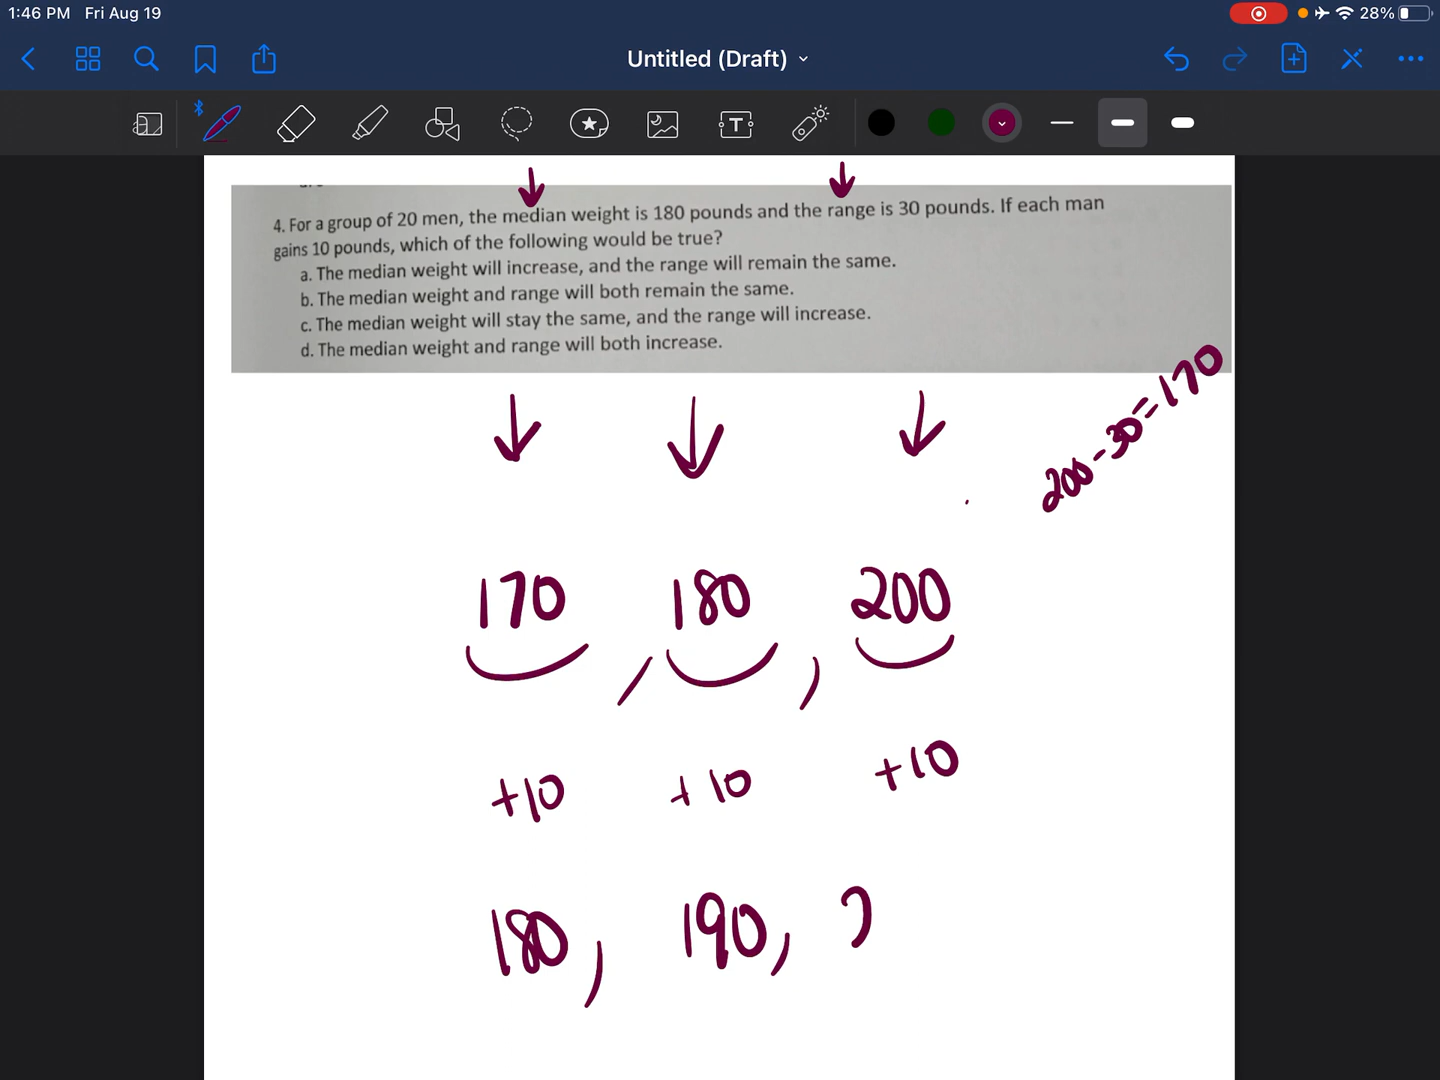 1:46 PM Fri Aug 19
28%
Untitled (Draft)
T
4. For a group of 20 men, the median weight is 180 pounds and the range is 30 pounds. If each man
gains 10 pounds, which of the following would be true?
a. The median weight will increase, and the range will remain the same.
b. The median weight and range will both remain the same.
c. The median weight will stay the same, and the range will increase.
d. The median weight and range will both increase.
200-30=170
170, 180, 200
+10 +10 +10
180, 190,